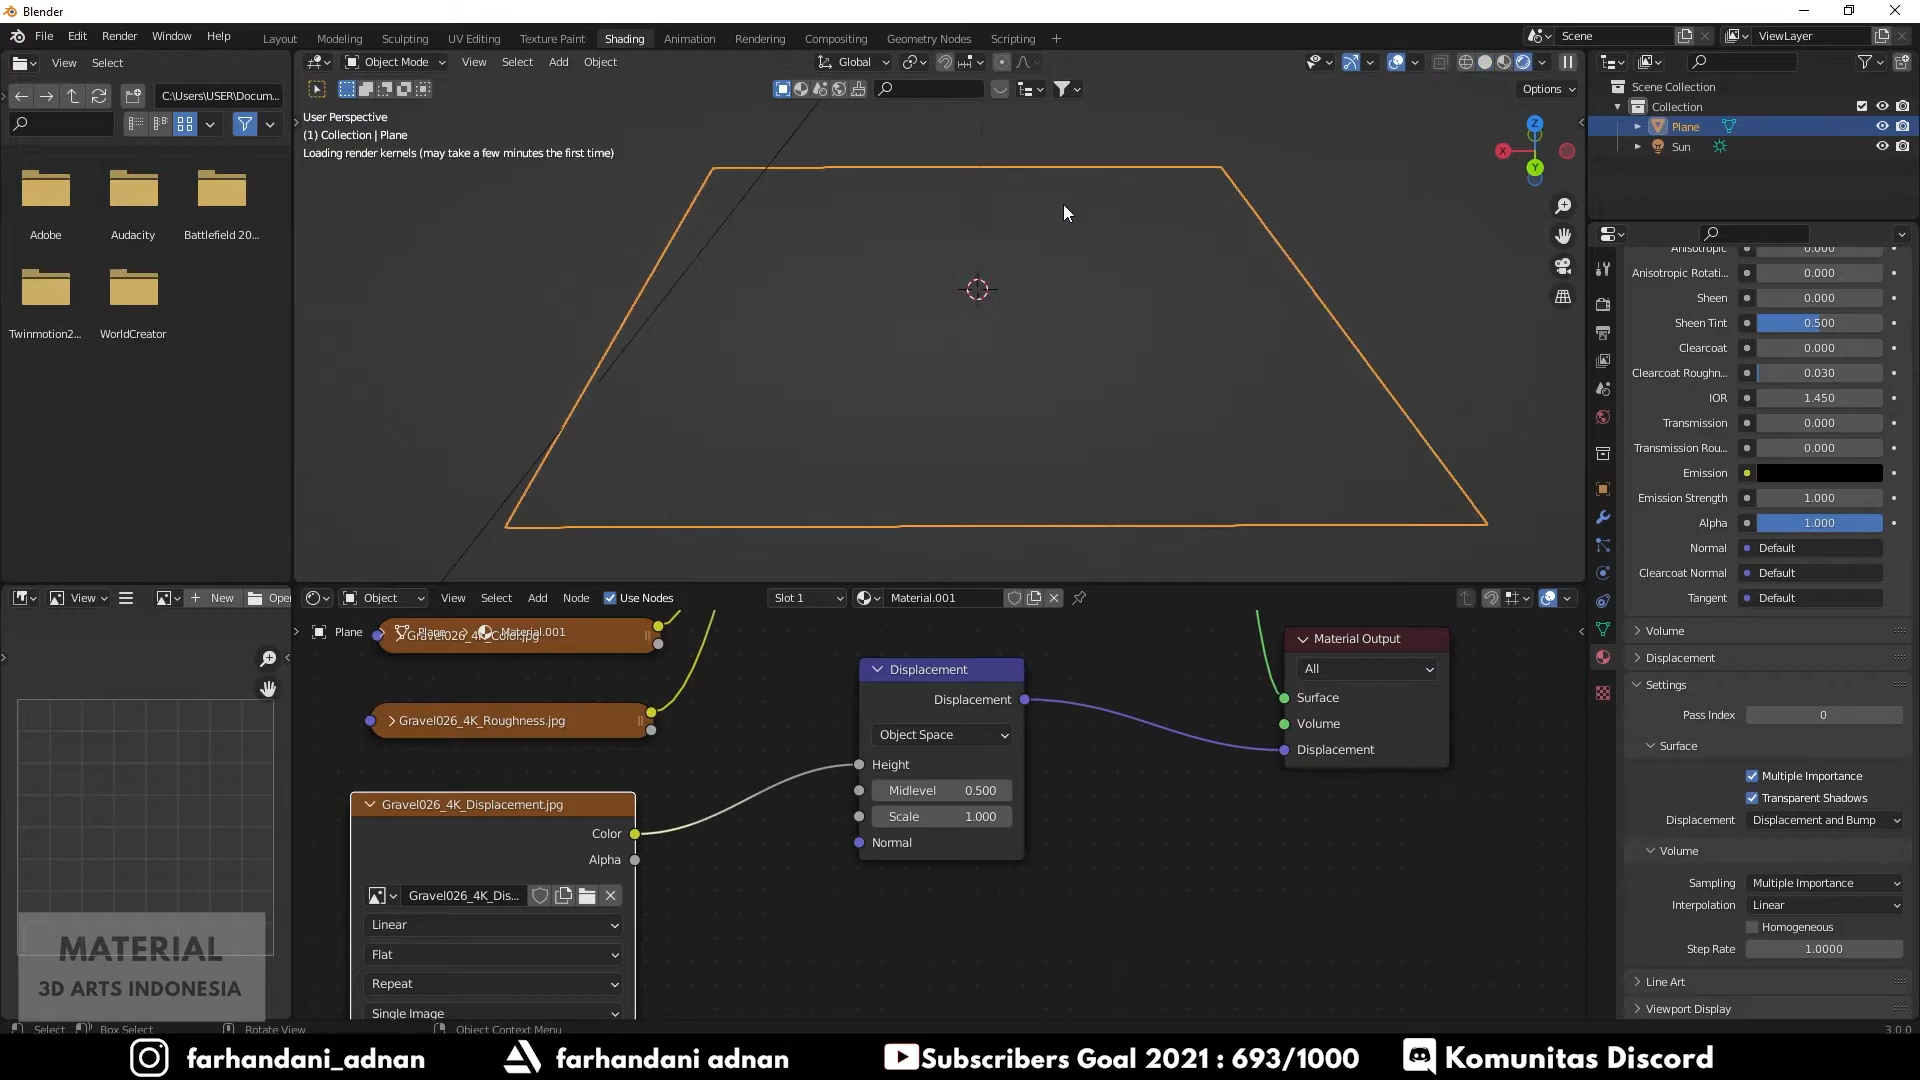 Blender
File Edit Render Window Help
Layout Modeling Sculpting UV Editing Texture Paint Shading Animation Rendering Compositing Geometry Nodes Scripting +
Scene
ViewLayer
View Select
Object Mode View Select Add Object
Global
Options
C:\Users\USER\Docum...
Adobe
Audacity
Battlefield 20...
Twinmotion2...
WorldCreator
User Perspective
(1) Collection | Plane
Loading render kernels (may take a few minutes the first time)
X
Y
Z
Scene Collection
Collection
Plane
Sun
Anisotropic 0.000
Anisotropic Rotati... 0.000
Sheen 0.000
Sheen Tint 0.500
Clearcoat 0.000
Clearcoat Roughn... 0.030
IOR 1.450
Transmission 0.000
Transmission Rou... 0.000
Emission
Emission Strength 1.000
Alpha 1.000
Normal Default
Clearcoat Normal Default
Tangent Default
Volume
Displacement
Settings
Pass Index 0
Surface
Multiple Importance
Transparent Shadows
Displacement Displacement and Bump
Volume
Sampling Multiple Importance
Interpolation Linear
Homogeneous
Step Rate 1.0000
Line Art
Viewport Display
View + New Open
Object View Select Add Node Use Nodes Slot 1 Material.001
Plane Plane Material.001
Gravel026_4K_Color.jpg
Gravel026_4K_Roughness.jpg
Gravel026_4K_Displacement.jpg
Color
Alpha
Gravel026_4K_Dis...
Linear
Flat
Repeat
Single Image
Displacement
Displacement
Object Space
Height
Midlevel 0.500
Scale 1.000
Normal
Material Output
All
Surface
Volume
Displacement
MATERIAL
3D ARTS INDONESIA
Select Box Select Rotate View Object Context Menu
3.0.0
farhandani_adnan
farhandani adnan
Subscribers Goal 2021 : 693/1000
Komunitas Discord